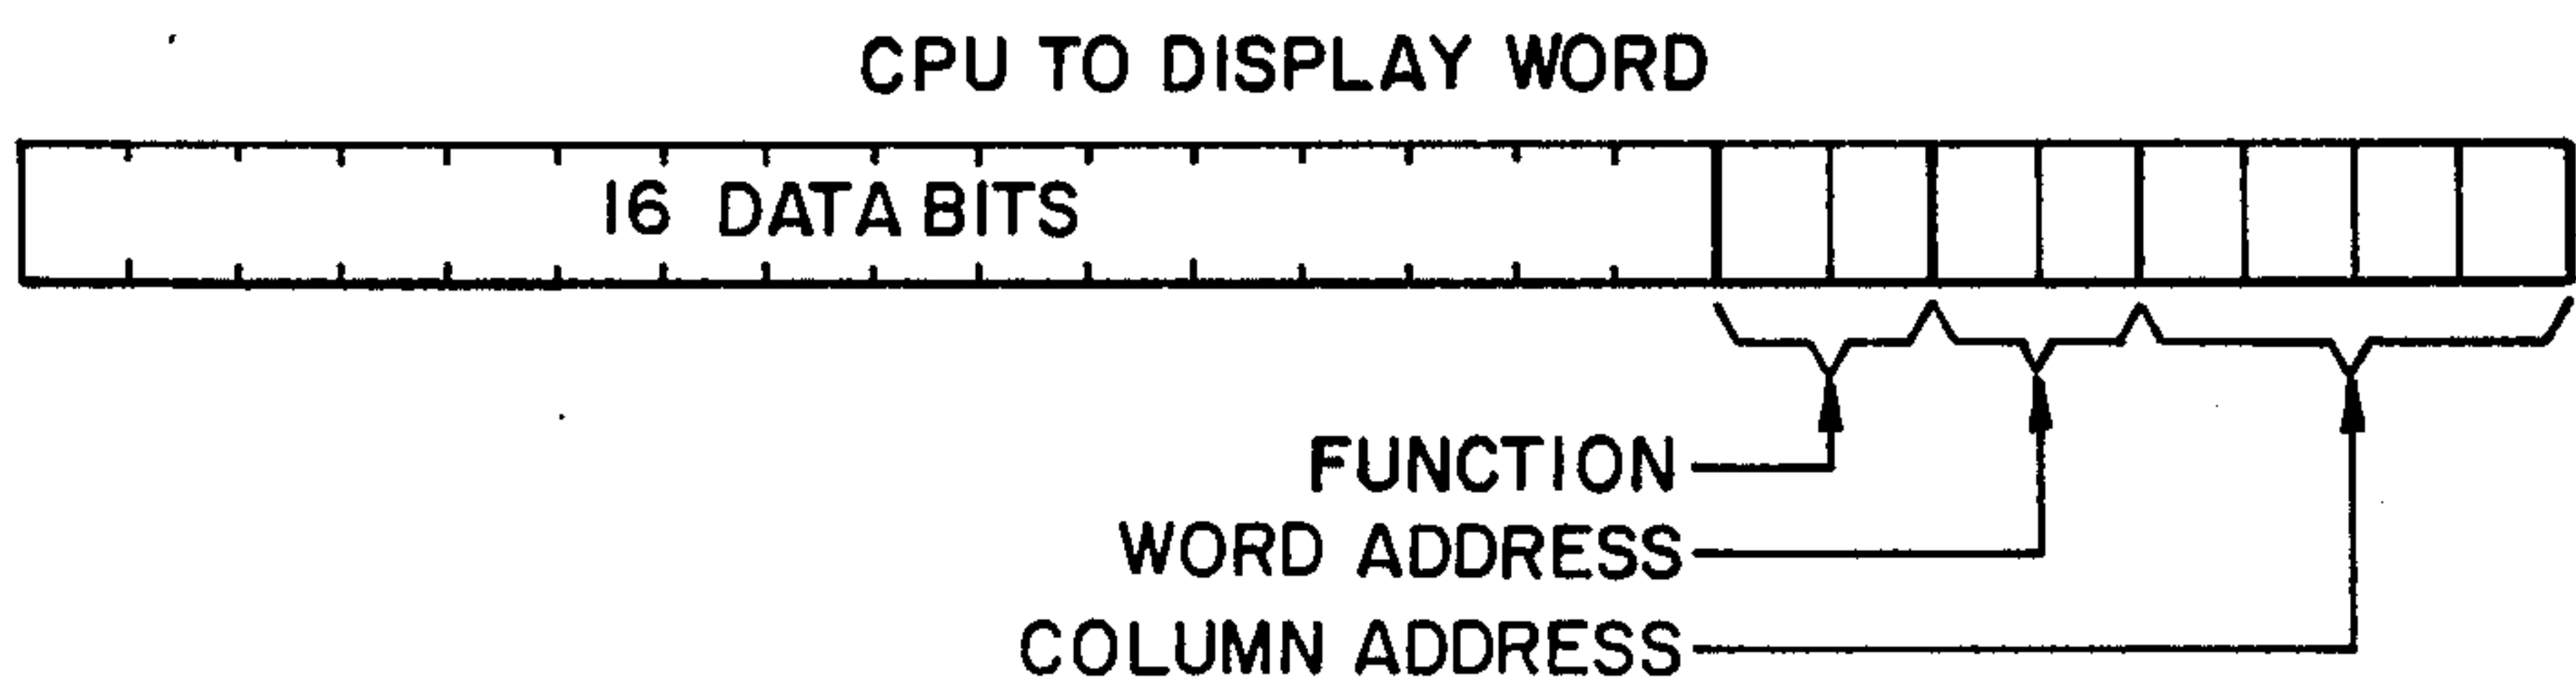 CPU TO DISPLAY WORD
16 DATA BITS
FUNCTION
WORD ADDRESS
COLUMN ADDRESS